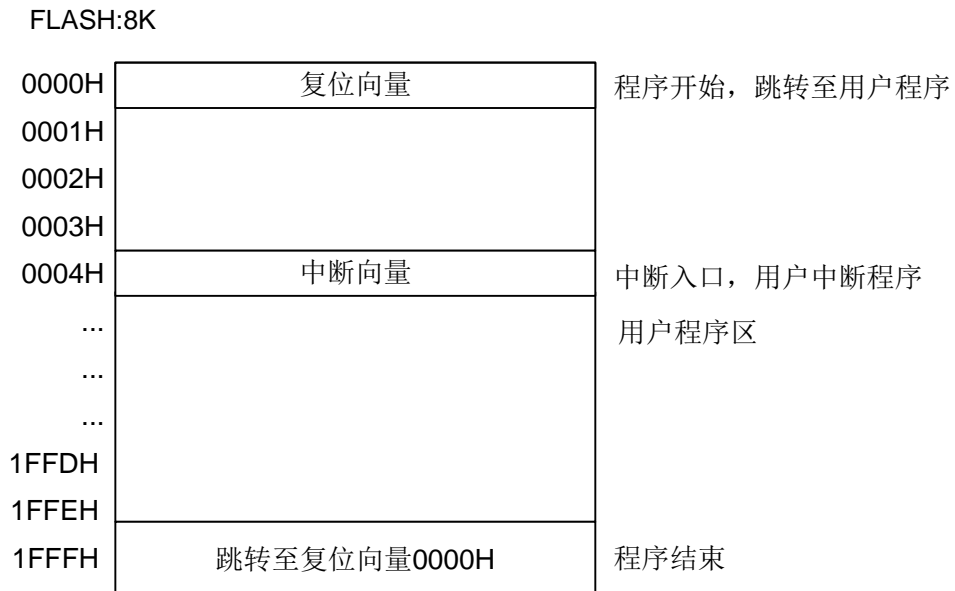 FLASH:8K
0000H 复位向量 程序开始，跳转至用户程序
0001H
0002H
0003H
0004H 中断向量 中断入口，用户中断程序
... 用户程序区
...
...
1FFDH
1FFEH
1FFFH 跳转至复位向量0000H 程序结束